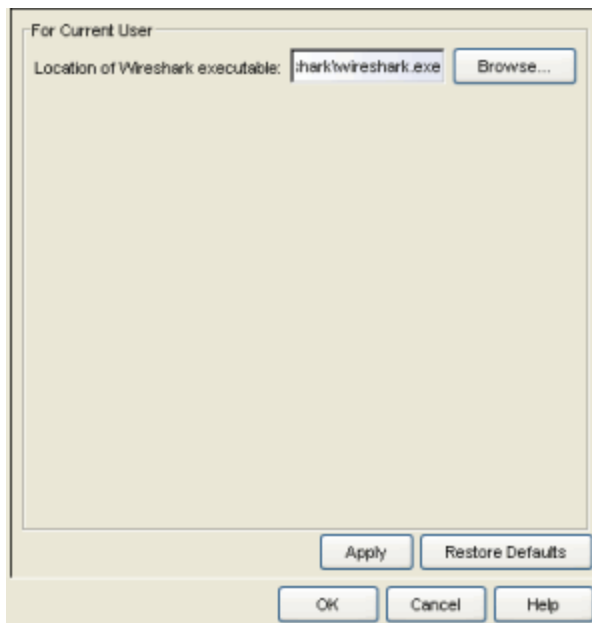 For Current User
Location of Wireshark executable: :hark\wireshark.exe Browse...
Apply Restore Defaults
OK Cancel Help